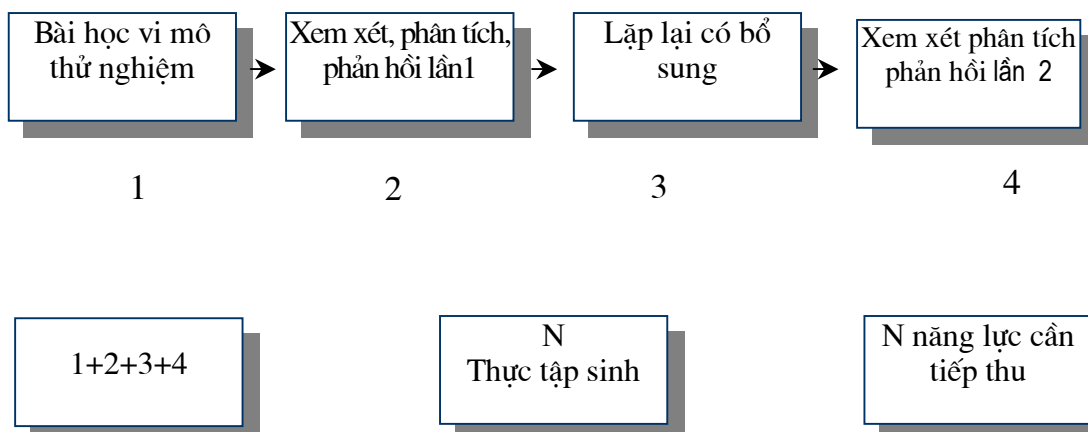 Bài học vi mô
thử nghiệm
Xem xét, phân tích,
phản hồi lần1
Lặp lại có bổ
sung
Xem xét phân tích
phản hồi lần 2
1
2
3
4
1+2+3+4
N
Thực tập sinh
N năng lực cần
tiếp thu